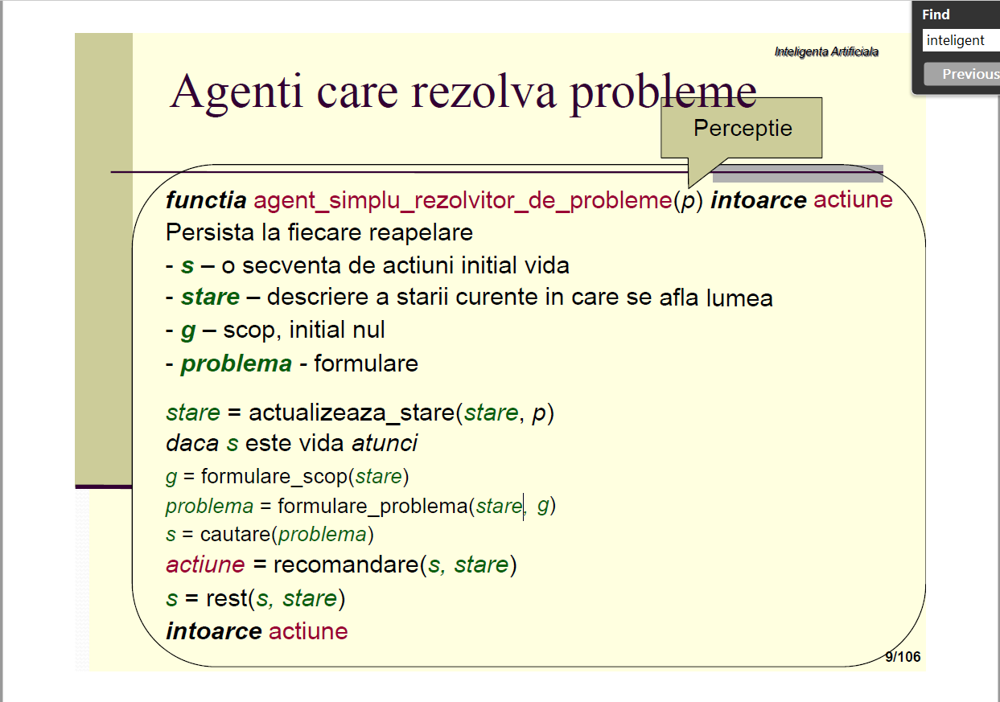 Find
inteligent
Previous
Inteligenta Artificiala
Agenti care rezolva probleme
Perceptie
functia agent_simplu_rezolvitor_de_probleme(p) intoarce actiune
Persista la fiecare reapelare
- s – o secventa de actiuni initial vida
- stare – descriere a starii curente in care se afla lumea
- g – scop, initial nul
- problema - formulare
stare = actualizeaza_stare(stare, p)
daca s este vida atunci
g = formulare_scop(stare)
problema = formulare_problema(stare, g)
s = cautare(problema)
actiune = recomandare(s, stare)
s = rest(s, stare)
intoarce actiune
9/106